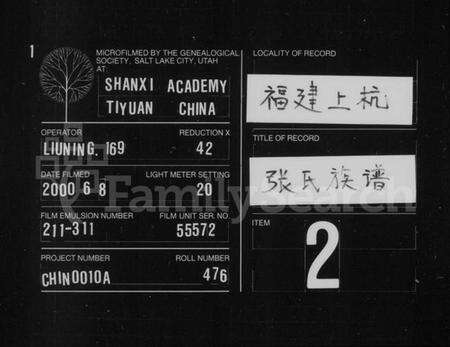 1
MICROFILMED BY THE GENEALOGICAL
SOCIETY, SALT LAKE CITY, UTAH
AT:
SHANXI ACADEMY
TIYUAN CHINA
OPERATOR REDUCTION X
LIUNING, 169 42
DATE FILMED LIGHT METER SETTING
2000 6 8 20
FILM EMULSION NUMBER FILM UNIT SER. NO.
211-311 55572
PROJECT NUMBER ROLL NUMBER
CHIN0010A 476
LOCALITY OF RECORD
福建上杭
TITLE OF RECORD
张氏族谱
ITEM
2
FamilySearch